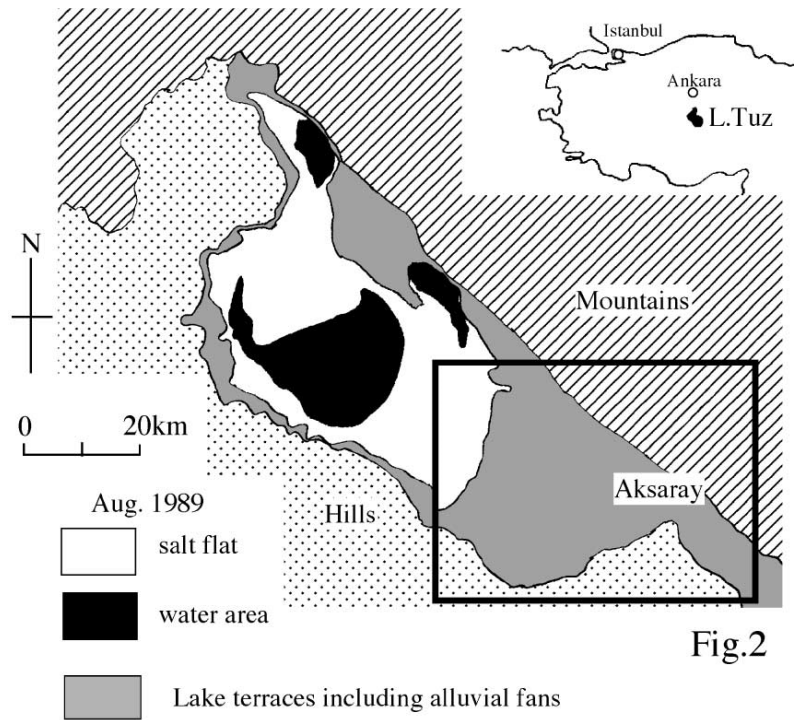 Istanbul
Ankara
L.Tuz
N
Mountains
0 20km
Aksaray
Aug. 1989
Hills
salt flat
water area
Fig.2
Lake terraces including alluvial fans